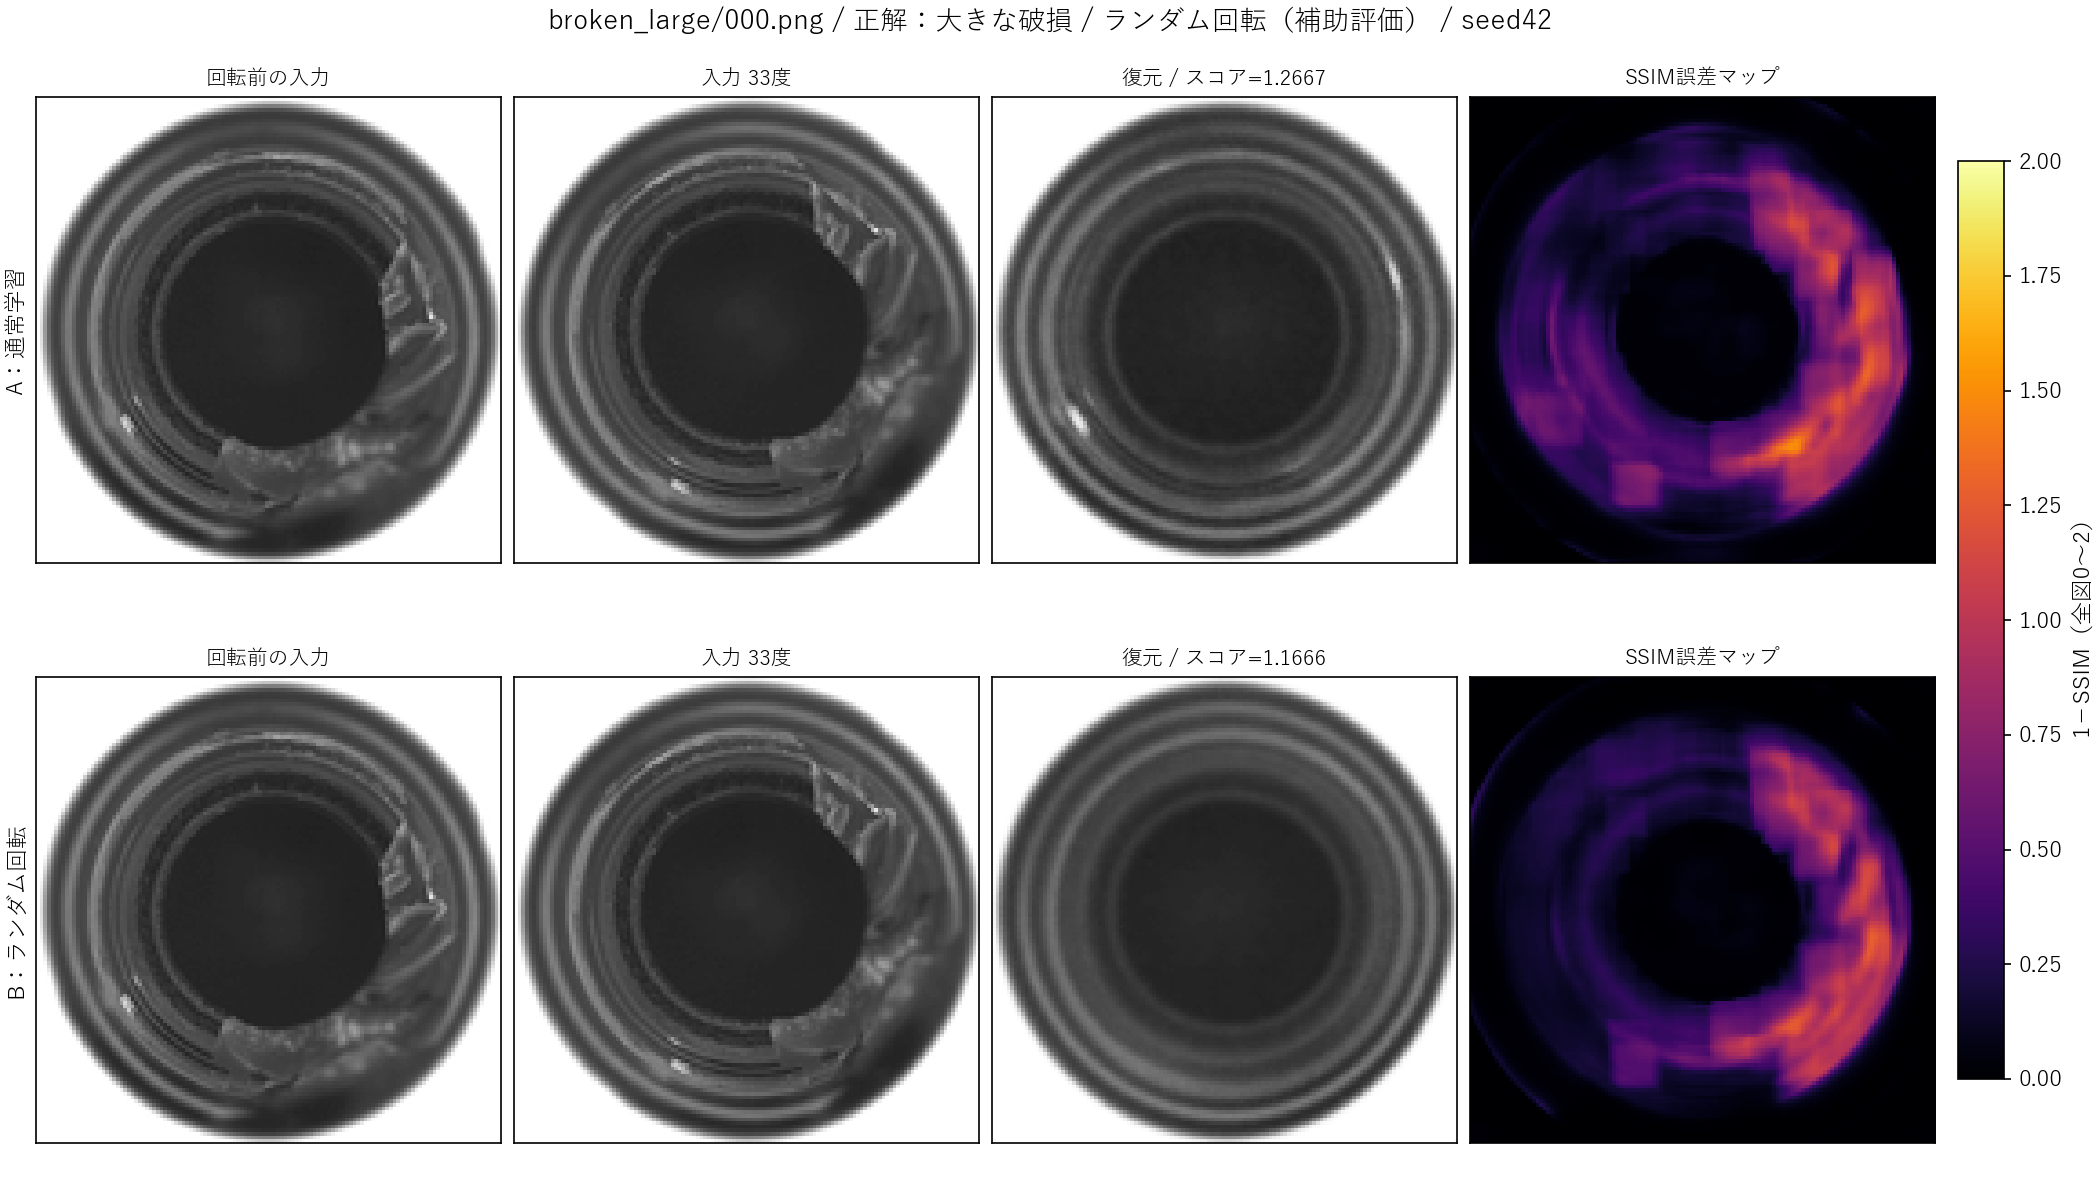 broken_large/000.png / 正解：大きな破損 / ランダム回転（補助評価） / seed42
回転前の入力
入力 33度
復元 / スコア=1.2667
SSIM誤差マップ
A：通常学習
回転前の入力
入力 33度
復元 / スコア=1.1666
SSIM誤差マップ
B：ランダム回転
2.00
1.75
1.50
1.25
1.00
0.75
0.50
0.25
0.00
1－SSIM（全図0～2）